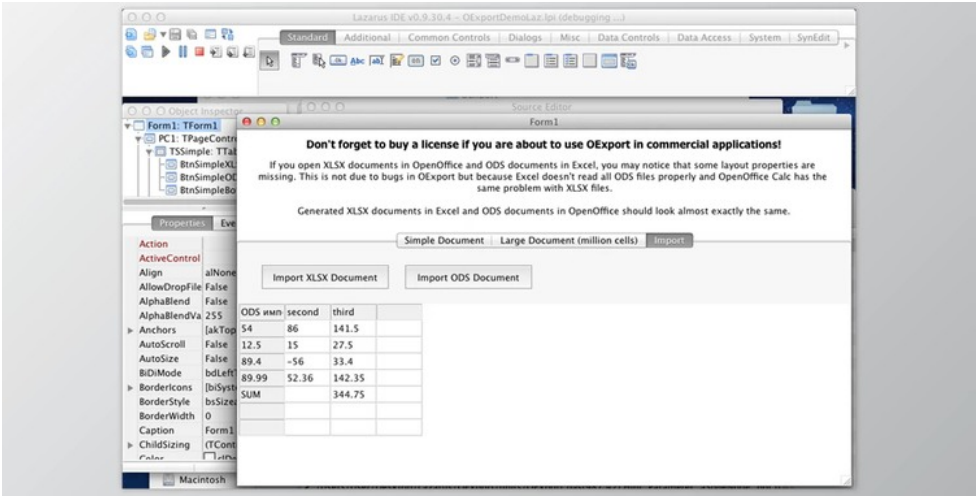 Lazarus IDE v0.9.30.4 – OExportDemoLaz.lpi (debugging ...)
Standard Additional Common Controls Dialogs Misc Data Controls Data Access System SynEdit
Abc
Object Inspector
Source Editor
Form1: TForm1
PC1: TPageContr
TSSimple: TTab
BtnSimpleXL
BtnSimpleOD
BtnSimpleBo
Properties Eve
Action
ActiveControl
Align alNone
AllowDropFile False
AlphaBlend False
AlphaBlendVa 255
Anchors [akTop
AutoScroll False
AutoSize False
BiDiMode bdLeftT
BorderIcons [biSyst
BorderStyle bsSizea
BorderWidth 0
Caption Form1
ChildSizing (TCont
Color clD
Macintosh
Form1
Don't forget to buy a license if you are about to use OExport in commercial applications!
If you open XLSX documents in OpenOffice and ODS documents in Excel, you may notice that some layout properties are
missing. This is not due to bugs in OExport but because Excel doesn't read all ODS files properly and OpenOffice Calc has the
same problem with XLSX files.
Generated XLSX documents in Excel and ODS documents in OpenOffice should look almost exactly the same.
Simple Document Large Document (million cells) Import
Import XLSX Document Import ODS Document
ODS имп second third
54 86 141.5
12.5 15 27.5
89.4 -56 33.4
89.99 52.36 142.35
SUM 344.75